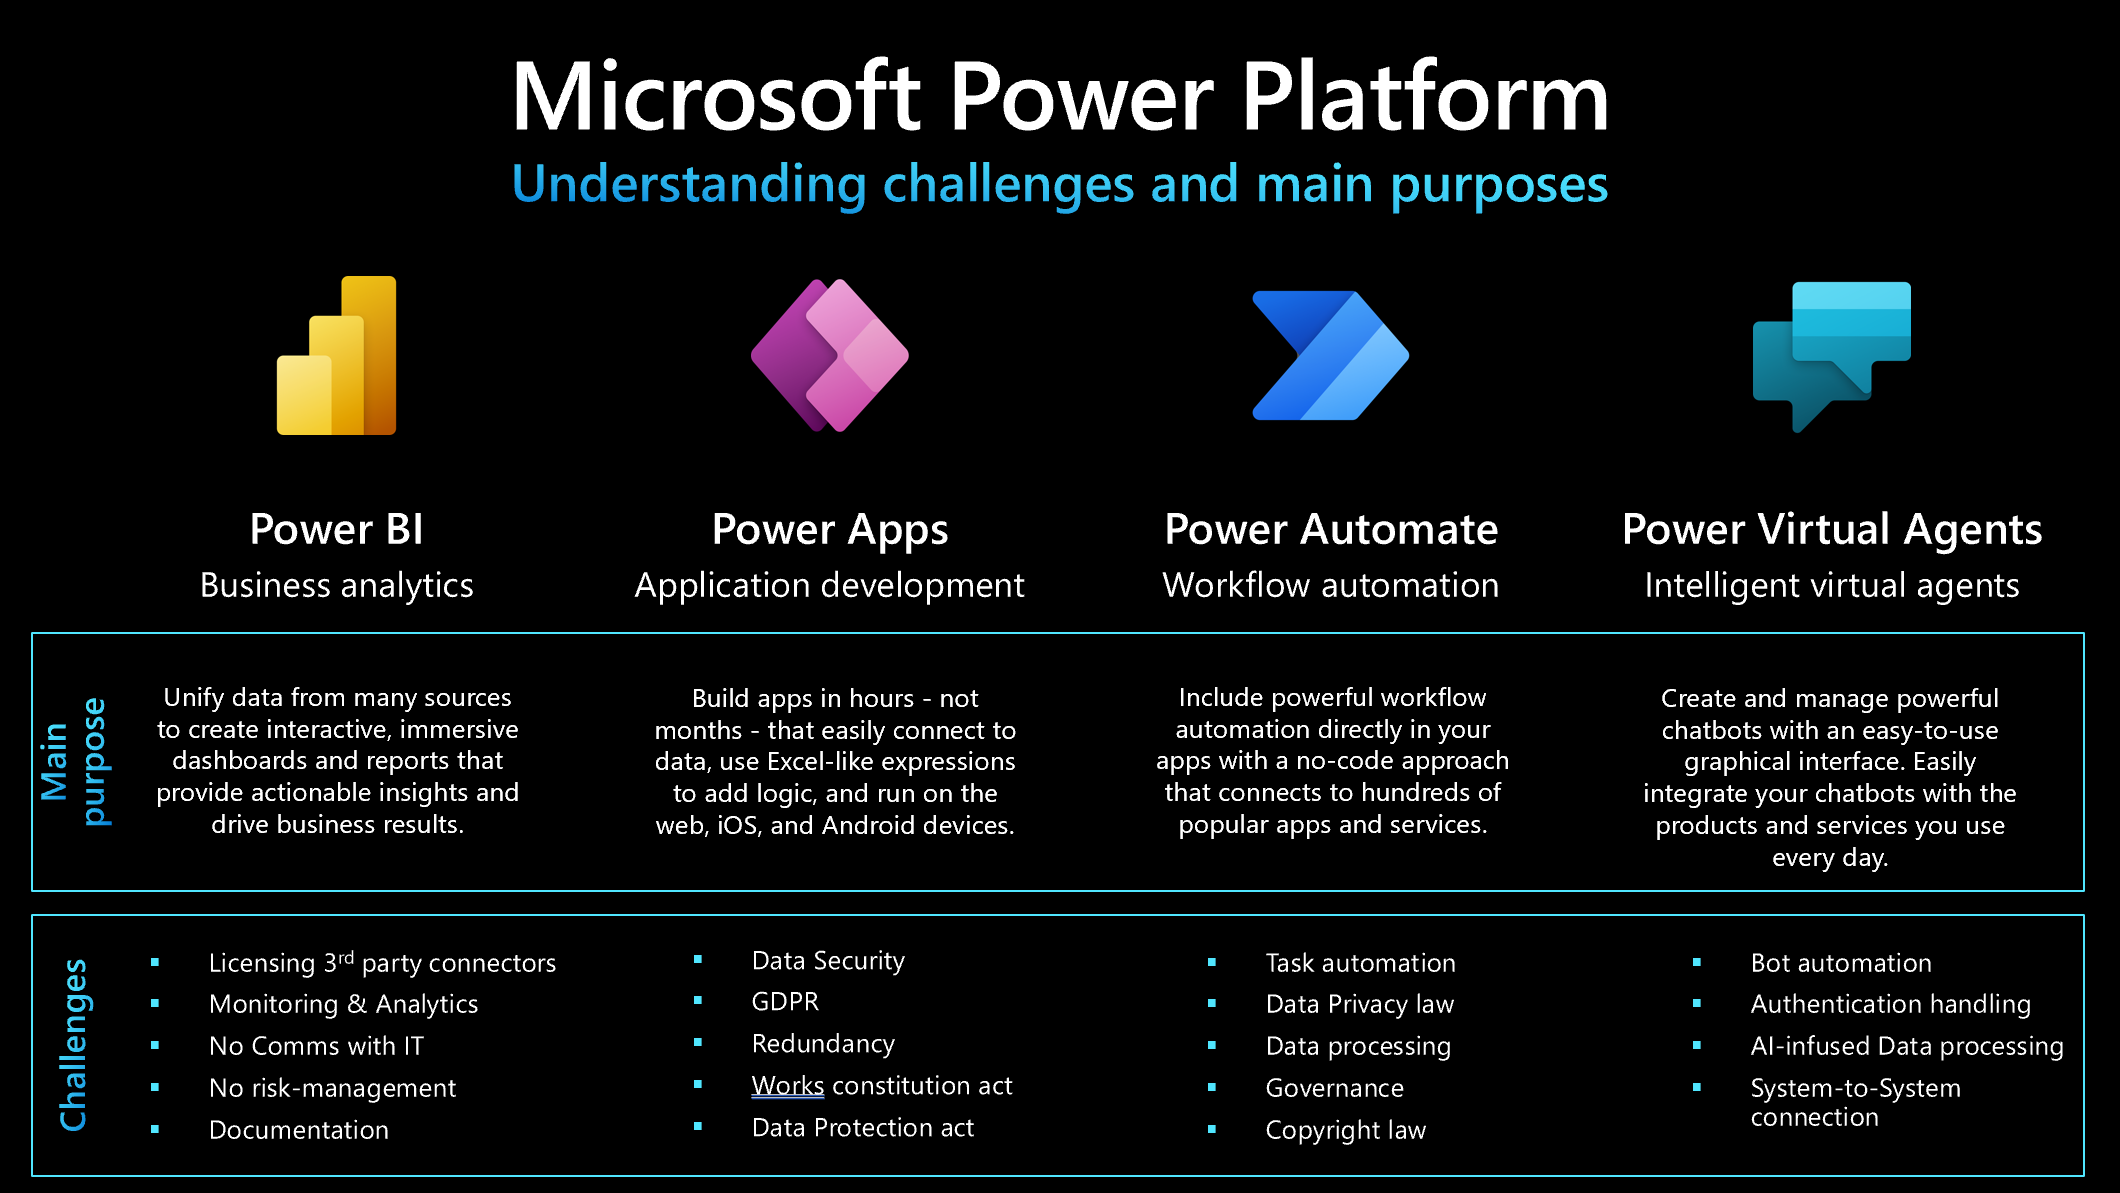 Microsoft Power Platform
Understanding challenges and main purposes
Power BI
Business analytics
Power Apps
Application development
Power Automate
Workflow automation
Power Virtual Agents
Intelligent virtual agents
Main
purpose
Unify data from many sources
to create interactive, immersive
dashboards and reports that
provide actionable insights and
drive business results.
Build apps in hours - not
months - that easily connect to
data, use Excel-like expressions
to add logic, and run on the
web, iOS, and Android devices.
Include powerful workflow
automation directly in your
apps with a no-code approach
that connects to hundreds of
popular apps and services.
Create and manage powerful
chatbots with an easy-to-use
graphical interface. Easily
integrate your chatbots with the
products and services you use
every day.
Challenges
▪ Licensing 3rd party connectors
▪ Monitoring & Analytics
▪ No Comms with IT
▪ No risk-management
▪ Documentation
▪ Data Security
▪ GDPR
▪ Redundancy
▪ Works constitution act
▪ Data Protection act
▪ Task automation
▪ Data Privacy law
▪ Data processing
▪ Governance
▪ Copyright law
▪ Bot automation
▪ Authentication handling
▪ AI-infused Data processing
▪ System-to-System
connection